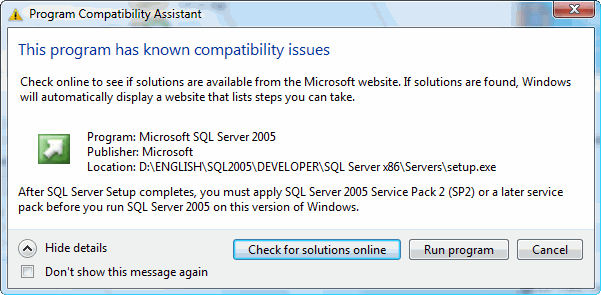 Program Compatibility Assistant
This program has known compatibility issues
Check online to see if solutions are available from the Microsoft website. If solutions are found, Windows
will automatically display a website that lists steps you can take.
Program: Microsoft SQL Server 2005
Publisher: Microsoft
Location: D:\ENGLISH\SQL2005\DEVELOPER\SQL Server x86\Servers\setup.exe
After SQL Server Setup completes, you must apply SQL Server 2005 Service Pack 2 (SP2) or a later service
pack before you run SQL Server 2005 on this version of Windows.
Hide details
Check for solutions online
Run program
Cancel
Don't show this message again